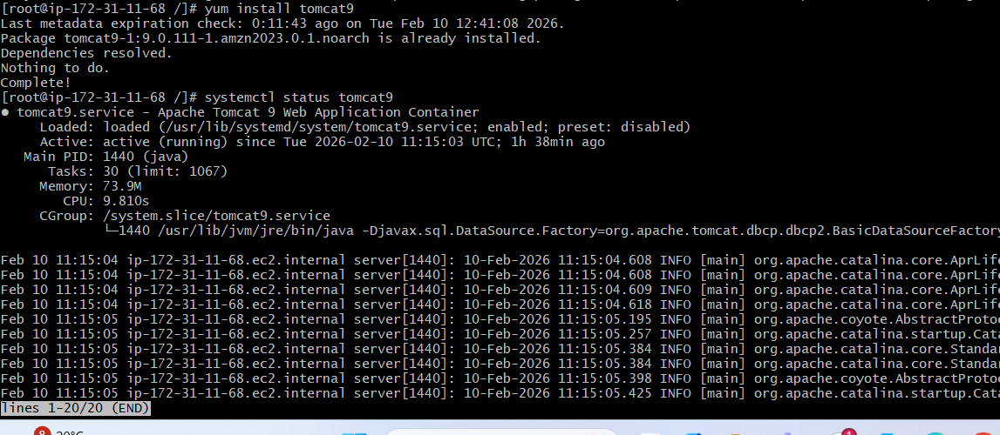 [root@ip-172-31-11-68 /]# yum install tomcat9
Last metadata expiration check: 0:11:43 ago on Tue Feb 10 12:41:08 2026.
Package tomcat9-1:9.0.111-1.amzn2023.0.1.noarch is already installed.
Dependencies resolved.
Nothing to do.
Complete!
[root@ip-172-31-11-68 /]# systemctl status tomcat9
● tomcat9.service - Apache Tomcat 9 Web Application Container
     Loaded: loaded (/usr/lib/systemd/system/tomcat9.service; enabled; preset: disabled)
     Active: active (running) since Tue 2026-02-10 11:15:03 UTC; 1h 38min ago
   Main PID: 1440 (java)
      Tasks: 30 (limit: 1067)
     Memory: 73.9M
        CPU: 9.810s
     CGroup: /system.slice/tomcat9.service
             └─1440 /usr/lib/jvm/jre/bin/java -Djavax.sql.DataSource.Factory=org.apache.tomcat.dbcp.dbcp2.BasicDataSourceFactory
Feb 10 11:15:04 ip-172-31-11-68.ec2.internal server[1440]: 10-Feb-2026 11:15:04.608 INFO [main] org.apache.catalina.core.AprLife
Feb 10 11:15:04 ip-172-31-11-68.ec2.internal server[1440]: 10-Feb-2026 11:15:04.608 INFO [main] org.apache.catalina.core.AprLife
Feb 10 11:15:04 ip-172-31-11-68.ec2.internal server[1440]: 10-Feb-2026 11:15:04.609 INFO [main] org.apache.catalina.core.AprLife
Feb 10 11:15:04 ip-172-31-11-68.ec2.internal server[1440]: 10-Feb-2026 11:15:04.618 INFO [main] org.apache.catalina.core.AprLife
Feb 10 11:15:05 ip-172-31-11-68.ec2.internal server[1440]: 10-Feb-2026 11:15:05.195 INFO [main] org.apache.coyote.AbstractProtoc
Feb 10 11:15:05 ip-172-31-11-68.ec2.internal server[1440]: 10-Feb-2026 11:15:05.257 INFO [main] org.apache.catalina.startup.Cata
Feb 10 11:15:05 ip-172-31-11-68.ec2.internal server[1440]: 10-Feb-2026 11:15:05.384 INFO [main] org.apache.catalina.core.Standar
Feb 10 11:15:05 ip-172-31-11-68.ec2.internal server[1440]: 10-Feb-2026 11:15:05.384 INFO [main] org.apache.catalina.core.Standar
Feb 10 11:15:05 ip-172-31-11-68.ec2.internal server[1440]: 10-Feb-2026 11:15:05.398 INFO [main] org.apache.coyote.AbstractProtoc
Feb 10 11:15:05 ip-172-31-11-68.ec2.internal server[1440]: 10-Feb-2026 11:15:05.425 INFO [main] org.apache.catalina.startup.Cata
lines 1-20/20 (END)